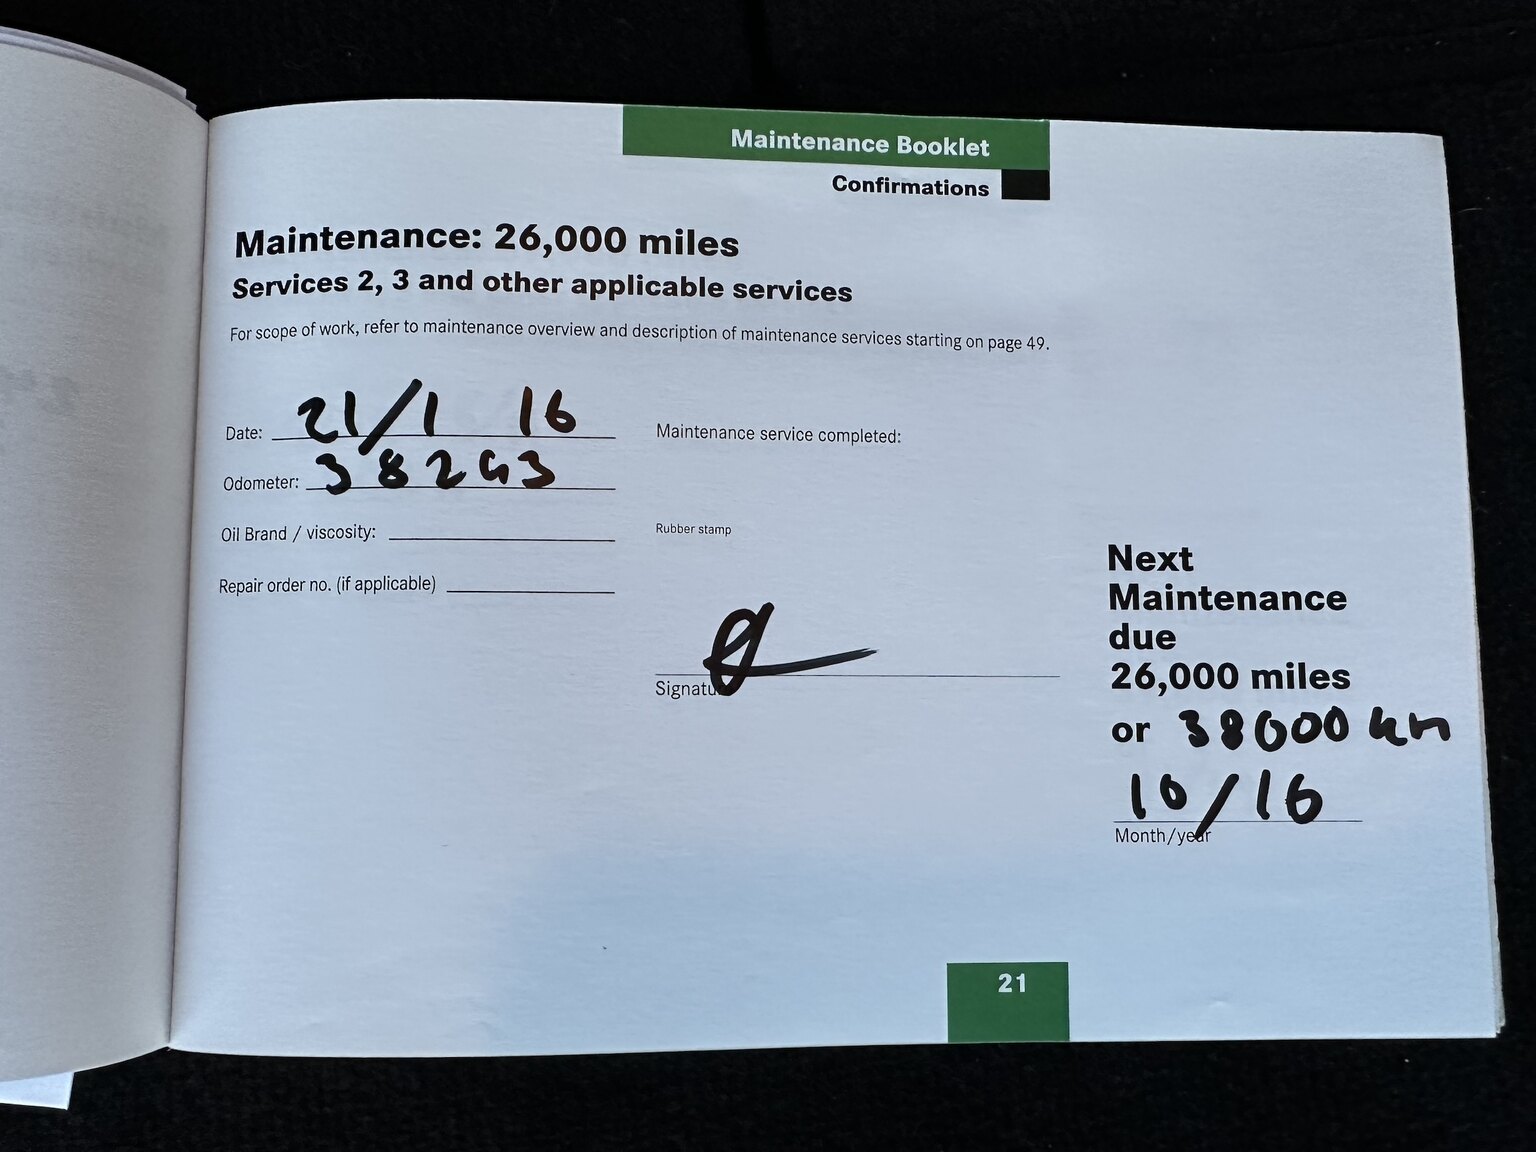 Maintenance Booklet
Confirmations
Maintenance: 26,000 miles
Services 2, 3 and other applicable services
For scope of work, refer to maintenance overview and description of maintenance services starting on page 49.
Date: 21/1 16
Odometer: 38243
Oil Brand / viscosity:
Repair order no. (if applicable)
Maintenance service completed:
Rubber stamp
Signature
Next
Maintenance
due
26,000 miles
or 38000 km
10/16
Month/year
21